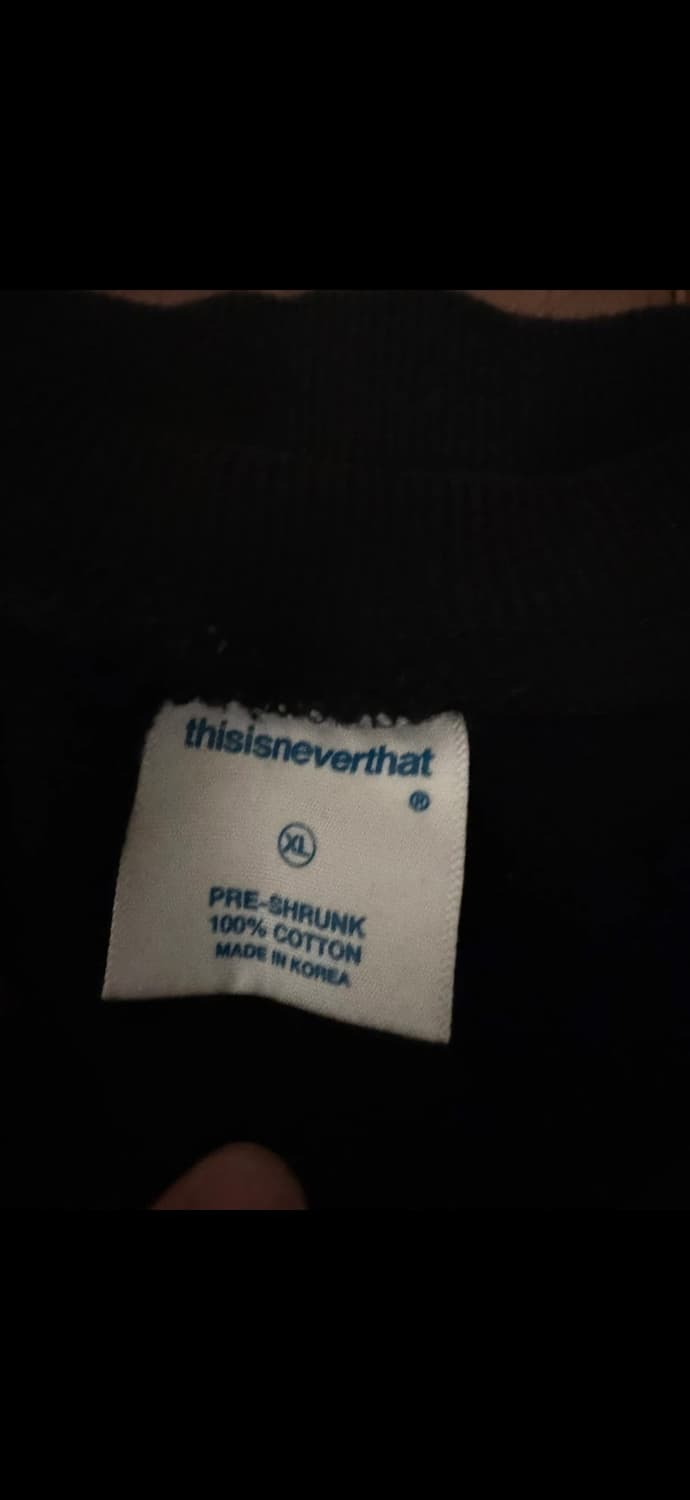 thisisneverthat
®
XL
PRE-SHRUNK
100% COTTON
MADE IN KOREA